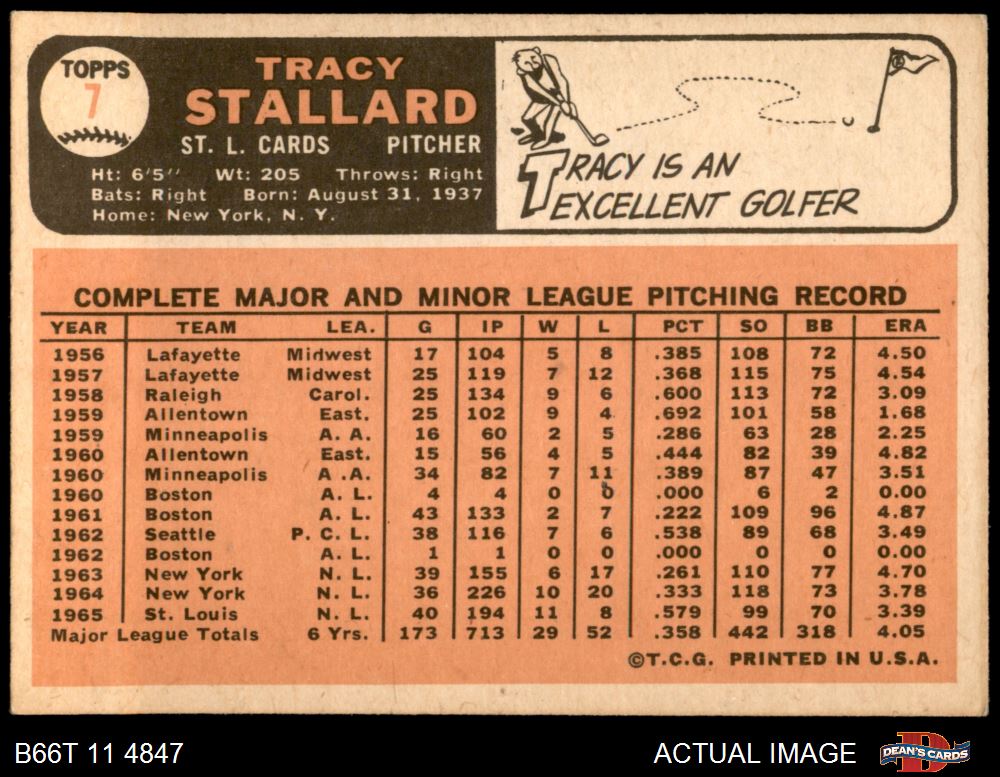 TOPPS
7
TRACY
STALLARD
ST. L. CARDS PITCHER
Ht: 6'5" Wt: 205 Throws: Right
Bats: Right Born: August 31, 1937
Home: New York, N. Y.
TRACY IS AN
EXCELLENT GOLFER
COMPLETE MAJOR AND MINOR LEAGUE PITCHING RECORD
YEAR TEAM LEA. G IP W L PCT SO BB ERA
1956 Lafayette Midwest 17 104 5 8 .385 108 72 4.50
1957 Lafayette Midwest 25 119 7 12 .368 115 75 4.54
1958 Raleigh Carol. 25 134 9 6 .600 113 72 3.09
1959 Allentown East. 25 102 9 4 .692 101 58 1.68
1959 Minneapolis A. A. 16 60 2 5 .286 63 28 2.25
1960 Allentown East. 15 56 4 5 .444 82 39 4.82
1960 Minneapolis A .A. 34 82 7 11 .389 87 47 3.51
1960 Boston A. L. 4 4 0 0 .000 6 2 0.00
1961 Boston A. L. 43 133 2 7 .222 109 96 4.87
1962 Seattle P. C. L. 38 116 7 6 .538 89 68 3.49
1962 Boston A. L. 1 1 0 0 .000 0 0 0.00
1963 New York N. L. 39 155 6 17 .261 110 77 4.70
1964 New York N. L. 36 226 10 20 .333 118 73 3.78
1965 St. Louis N. L. 40 194 11 8 .579 99 70 3.39
Major League Totals 6 Yrs. 173 713 29 52 .358 442 318 4.05
©T.C.G. PRINTED IN U.S.A.
B66T 11 4847 ACTUAL IMAGE
DEAN'S CARDS